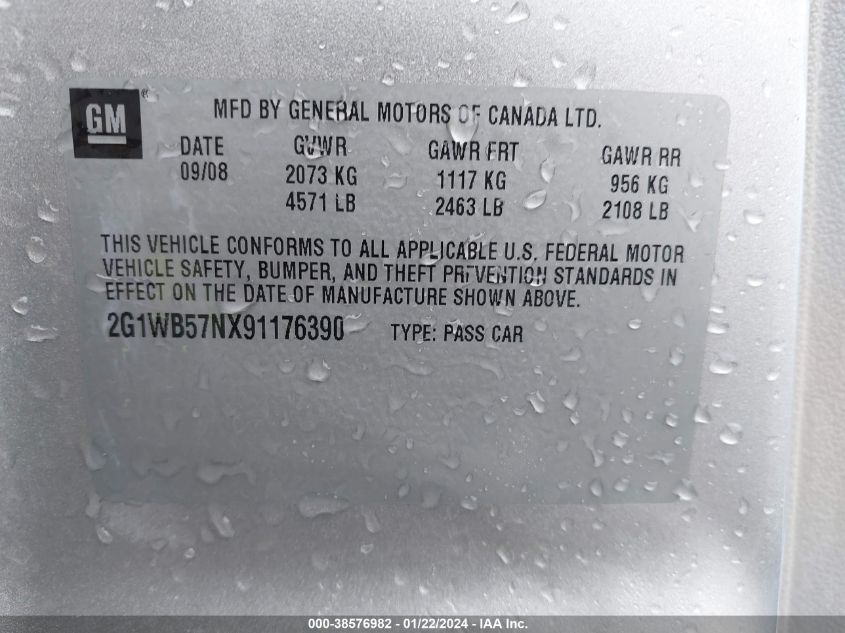 GM®
MFD BY GENERAL MOTORS OF CANADA LTD.
DATE GVWR GAWR FRT GAWR RR
09/08 2073 KG 1117 KG 956 KG
4571 LB 2463 LB 2108 LB
THIS VEHICLE CONFORMS TO ALL APPLICABLE U.S. FEDERAL MOTOR
VEHICLE SAFETY, BUMPER, AND THEFT PREVENTION STANDARDS IN
EFFECT ON THE DATE OF MANUFACTURE SHOWN ABOVE.
2G1WB57NX91176390 TYPE: PASS CAR
000-38576982 - 01/22/2024 - IAA Inc.